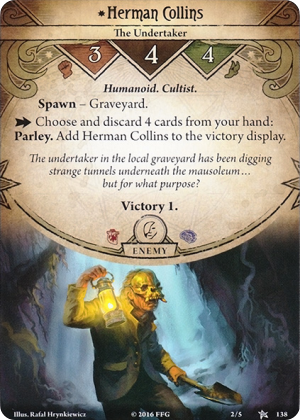 Herman Collins
The Undertaker
3 4 4
Humanoid. Cultist.
Spawn – Graveyard.
Choose and discard 4 cards from your hand:
Parley. Add Herman Collins to the victory display.
The undertaker in the local graveyard has been digging
strange tunnels underneath the mausoleum…
but for what purpose?
Victory 1.
ENEMY
Illus. Rafał Hrynkiewicz © 2016 FFG 2/5 138